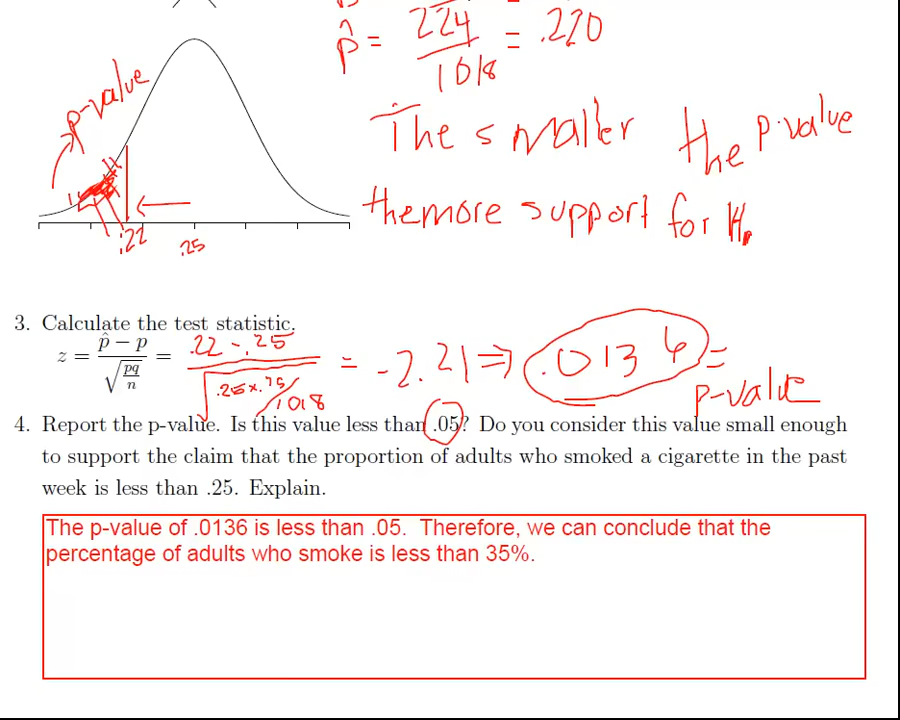 p̂ = 224/1018 = .220
p-value
The smaller the p-value
the more support for H₁
.22 .25
3. Calculate the test statistic.
z = (p̂ − p)/√(pq/n) = (.22 - .25)/√(.25x.75/1018) = -2.21 ⇒ .0136 = p-value
4. Report the p-value. Is this value less than .05? Do you consider this value small enough
to support the claim that the proportion of adults who smoked a cigarette in the past
week is less than .25. Explain.
The p-value of .0136 is less than .05. Therefore, we can conclude that the
percentage of adults who smoke is less than 35%.